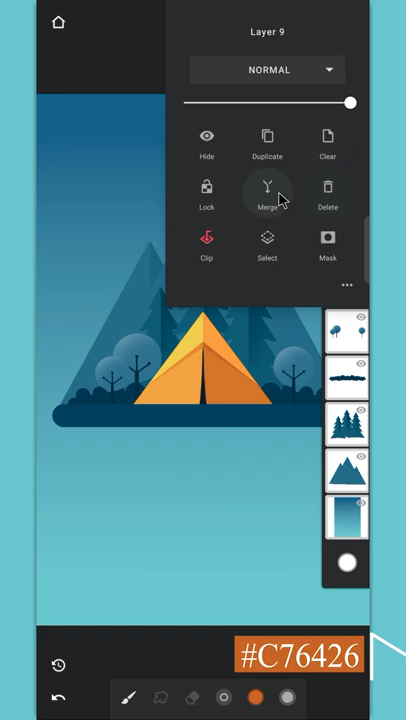 Layer 9
NORMAL
Hide Duplicate Clear
Lock Merge Delete
Clip Select Mask
#C76426